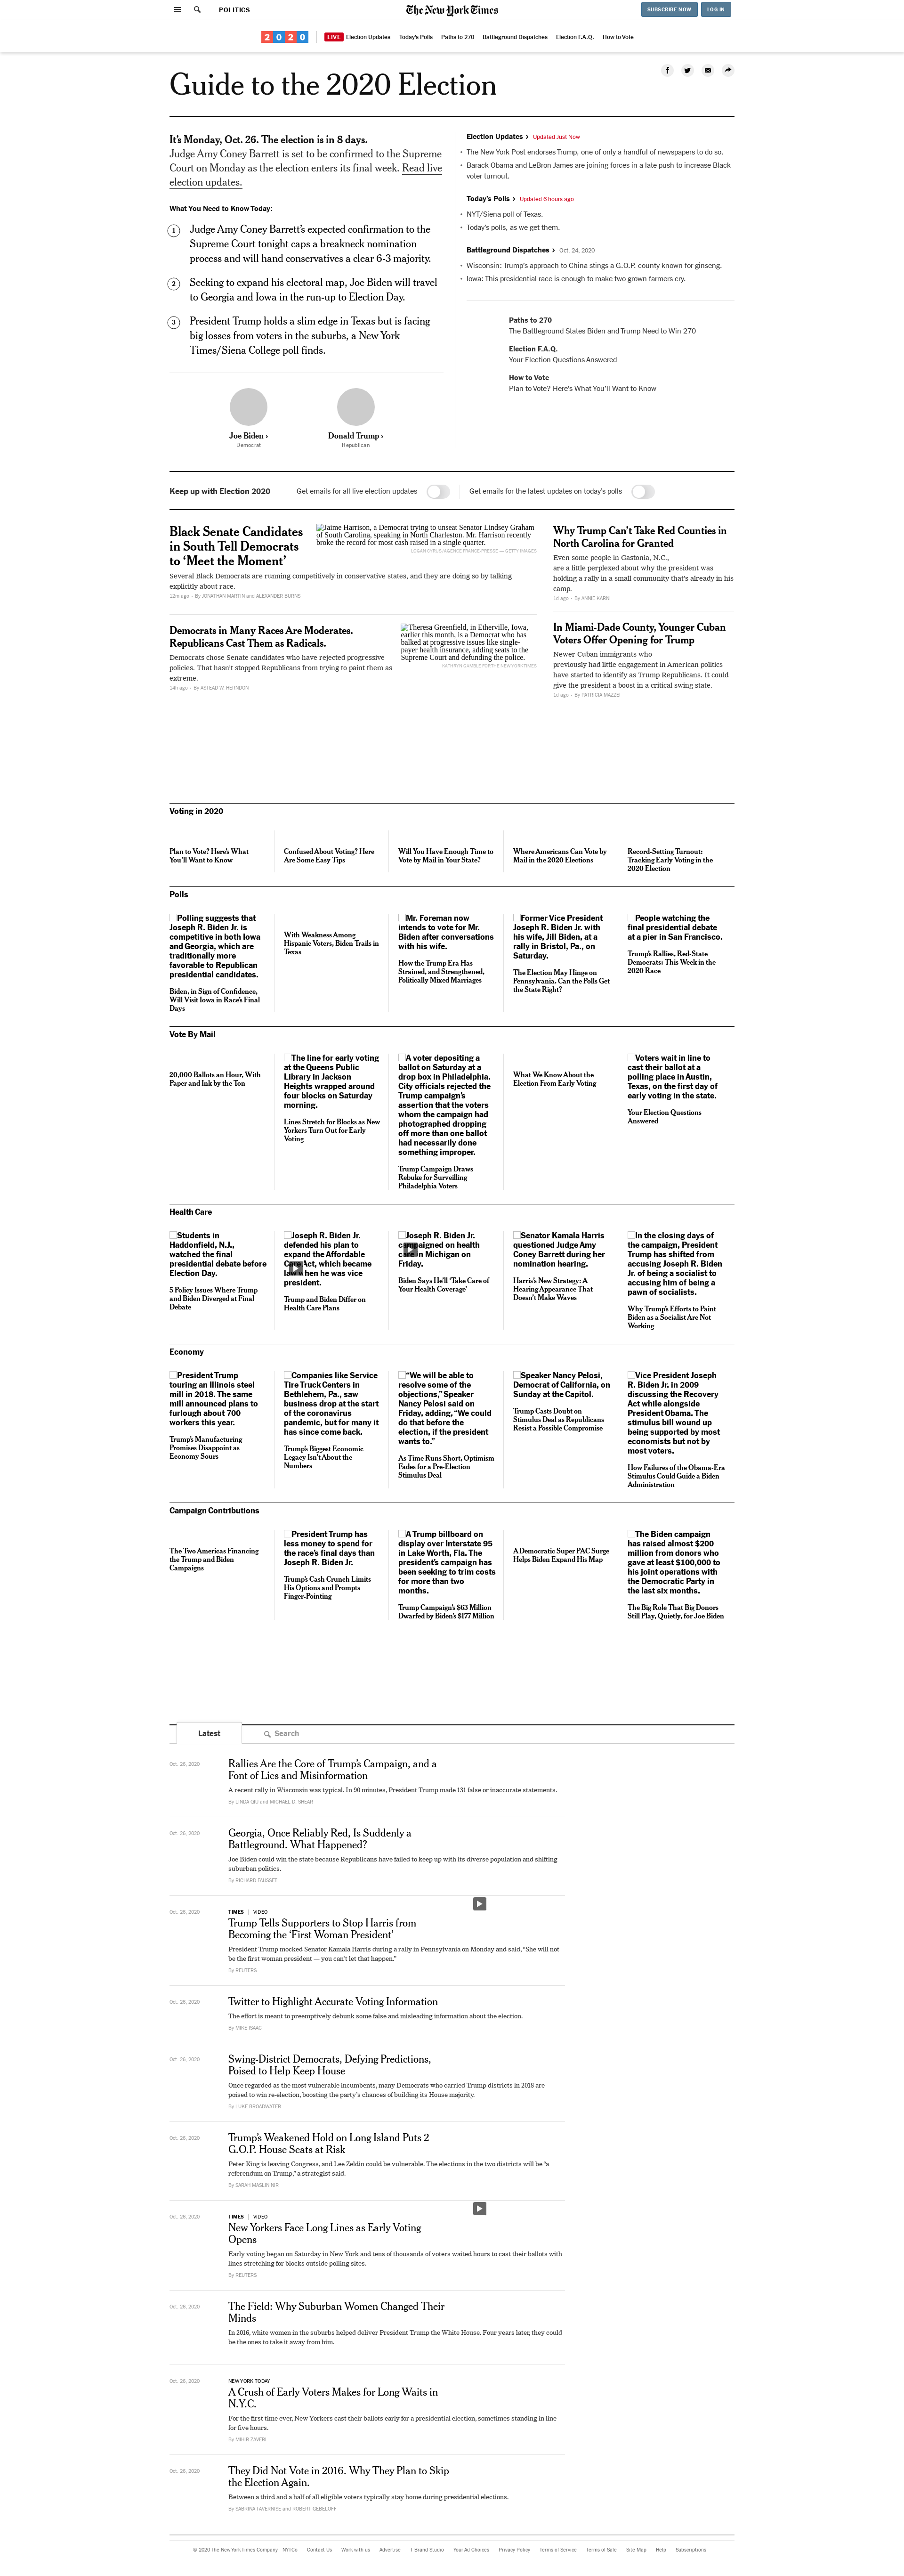 POLITICS
The New York Times
SUBSCRIBE NOW
LOG IN
2020
LIVE Election Updates Today's Polls Paths to 270 Battleground Dispatches Election F.A.Q. How to Vote
Guide to the 2020 Election
It's Monday, Oct. 26. The election is in 8 days.
Judge Amy Coney Barrett is set to be confirmed to the Supreme
Court on Monday as the election enters its final week. Read live
election updates.
What You Need to Know Today:
1 Judge Amy Coney Barrett's expected confirmation to the
Supreme Court tonight caps a breakneck nomination
process and will hand conservatives a clear 6-3 majority.
2 Seeking to expand his electoral map, Joe Biden will travel
to Georgia and Iowa in the run-up to Election Day.
3 President Trump holds a slim edge in Texas but is facing
big losses from voters in the suburbs, a New York
Times/Siena College poll finds.
Joe Biden ›
Democrat
Donald Trump ›
Republican
Election Updates › Updated Just Now
• The New York Post endorses Trump, one of only a handful of newspapers to do so.
• Barack Obama and LeBron James are joining forces in a late push to increase Black
voter turnout.
Today's Polls › Updated 6 hours ago
• NYT/Siena poll of Texas.
• Today's polls, as we get them.
Battleground Dispatches › Oct. 24, 2020
• Wisconsin: Trump's approach to China stings a G.O.P. county known for ginseng.
• Iowa: This presidential race is enough to make two grown farmers cry.
Paths to 270
The Battleground States Biden and Trump Need to Win 270
Election F.A.Q.
Your Election Questions Answered
How to Vote
Plan to Vote? Here's What You'll Want to Know
Keep up with Election 2020
Get emails for all live election updates
Get emails for the latest updates on today's polls
Black Senate Candidates
in South Tell Democrats
to 'Meet the Moment'
Jaime Harrison, a Democrat trying to unseat Senator Lindsey Graham
of South Carolina, speaking in North Charleston. Mr. Harrison recently
broke the record for most cash raised in a single quarter.
LOGAN CYRUS/AGENCE FRANCE-PRESSE — GETTY IMAGES
Several Black Democrats are running competitively in conservative states, and they are doing so by talking
explicitly about race.
12m ago - By JONATHAN MARTIN and ALEXANDER BURNS
Democrats in Many Races Are Moderates.
Republicans Cast Them as Radicals.
Democrats chose Senate candidates who have rejected progressive
policies. That hasn't stopped Republicans from trying to paint them as
extreme.
14h ago - By ASTEAD W. HERNDON
Theresa Greenfield, in Etherville, Iowa,
earlier this month, is a Democrat who has
balked at progressive issues like single-
payer health insurance, adding seats to the
Supreme Court and defunding the police.
KATHRYN GAMBLE FOR THE NEW YORK TIMES
Why Trump Can't Take Red Counties in
North Carolina for Granted
Even some people in Gastonia, N.C.,
are a little perplexed about why the president was
holding a rally in a small community that's already in his
camp.
1d ago - By ANNIE KARNI
In Miami-Dade County, Younger Cuban
Voters Offer Opening for Trump
Newer Cuban immigrants who
previously had little engagement in American politics
have started to identify as Trump Republicans. It could
give the president a boost in a critical swing state.
1d ago - By PATRICIA MAZZEI
Voting in 2020
Plan to Vote? Here's What
You'll Want to Know
Confused About Voting? Here
Are Some Easy Tips
Will You Have Enough Time to
Vote by Mail in Your State?
Where Americans Can Vote by
Mail in the 2020 Elections
Record-Setting Turnout:
Tracking Early Voting in the
2020 Election
Polls
Polling suggests that
Joseph R. Biden Jr. is
competitive in both Iowa
and Georgia, which are
traditionally more
favorable to Republican
presidential candidates.
Biden, in Sign of Confidence,
Will Visit Iowa in Race's Final
Days
With Weakness Among
Hispanic Voters, Biden Trails in
Texas
Mr. Foreman now
intends to vote for Mr.
Biden after conversations
with his wife.
How the Trump Era Has
Strained, and Strengthened,
Politically Mixed Marriages
Former Vice President
Joseph R. Biden Jr. with
his wife, Jill Biden, at a
rally in Bristol, Pa., on
Saturday.
The Election May Hinge on
Pennsylvania. Can the Polls Get
the State Right?
People watching the
final presidential debate
at a pier in San Francisco.
Trump's Rallies, Red-State
Democrats: This Week in the
2020 Race
Vote By Mail
20,000 Ballots an Hour, With
Paper and Ink by the Ton
The line for early voting
at the Queens Public
Library in Jackson
Heights wrapped around
four blocks on Saturday
morning.
Lines Stretch for Blocks as New
Yorkers Turn Out for Early
Voting
A voter depositing a
ballot on Saturday at a
drop box in Philadelphia.
City officials rejected the
Trump campaign's
assertion that the voters
whom the campaign had
photographed dropping
off more than one ballot
had necessarily done
something improper.
Trump Campaign Draws
Rebuke for Surveilling
Philadelphia Voters
What We Know About the
Election From Early Voting
Voters wait in line to
cast their ballot at a
polling place in Austin,
Texas, on the first day of
early voting in the state.
Your Election Questions
Answered
Health Care
Students in
Haddonfield, N.J.,
watched the final
presidential debate before
Election Day.
5 Policy Issues Where Trump
and Biden Diverged at Final
Debate
Joseph R. Biden Jr.
defended his plan to
expand the Affordable
Act, which became
when he was vice
president.
Trump and Biden Differ on
Health Care Plans
Joseph R. Biden Jr.
campaigned on health
in Michigan on
Friday.
Biden Says He'll 'Take Care of
Your Health Coverage'
Senator Kamala Harris
questioned Judge Amy
Coney Barrett during her
nomination hearing.
Harris's New Strategy: A
Hearing Appearance That
Doesn't Make Waves
In the closing days of
the campaign, President
Trump has shifted from
accusing Joseph R. Biden
Jr. of being a socialist to
accusing him of being a
pawn of socialists.
Why Trump's Efforts to Paint
Biden as a Socialist Are Not
Working
Economy
President Trump
touring an Illinois steel
mill in 2018. The same
mill announced plans to
furlough about 700
workers this year.
Trump's Manufacturing
Promises Disappoint as
Economy Sours
Companies like Service
Tire Truck Centers in
Bethlehem, Pa., saw
business drop at the start
of the coronavirus
pandemic, but for many it
has since come back.
Trump's Biggest Economic
Legacy Isn't About the
Numbers
"We will be able to
resolve some of the
objections," Speaker
Nancy Pelosi said on
Friday, adding, "We could
do that before the
election, if the president
wants to."
As Time Runs Short, Optimism
Fades for a Pre-Election
Stimulus Deal
Speaker Nancy Pelosi,
Democrat of California, on
Sunday at the Capitol.
Trump Casts Doubt on
Stimulus Deal as Republicans
Resist a Possible Compromise
Vice President Joseph
R. Biden Jr. in 2009
discussing the Recovery
Act while alongside
President Obama. The
stimulus bill wound up
being supported by most
economists but not by
most voters.
How Failures of the Obama-Era
Stimulus Could Guide a Biden
Administration
Campaign Contributions
The Two Americas Financing
the Trump and Biden
Campaigns
President Trump has
less money to spend for
the race's final days than
Joseph R. Biden Jr.
Trump's Cash Crunch Limits
His Options and Prompts
Finger-Pointing
A Trump billboard on
display over Interstate 95
in Lake Worth, Fla. The
president's campaign has
been seeking to trim costs
for more than two
months.
Trump Campaign's $63 Million
Dwarfed by Biden's $177 Million
A Democratic Super PAC Surge
Helps Biden Expand His Map
The Biden campaign
has raised almost $200
million from donors who
gave at least $100,000 to
his joint operations with
the Democratic Party in
the last six months.
The Big Role That Big Donors
Still Play, Quietly, for Joe Biden
Latest
Search
Oct. 26, 2020
Rallies Are the Core of Trump's Campaign, and a
Font of Lies and Misinformation
A recent rally in Wisconsin was typical. In 90 minutes, President Trump made 131 false or inaccurate statements.
By LINDA QIU and MICHAEL D. SHEAR
Oct. 26, 2020
Georgia, Once Reliably Red, Is Suddenly a
Battleground. What Happened?
Joe Biden could win the state because Republicans have failed to keep up with its diverse population and shifting
suburban politics.
By RICHARD FAUSSET
Oct. 26, 2020
TIMES | VIDEO
Trump Tells Supporters to Stop Harris from
Becoming the 'First Woman President'
President Trump mocked Senator Kamala Harris during a rally in Pennsylvania on Monday and said, "She will not
be the first woman president — you can't let that happen."
By REUTERS
Oct. 26, 2020
Twitter to Highlight Accurate Voting Information
The effort is meant to preemptively debunk some false and misleading information about the election.
By MIKE ISAAC
Oct. 26, 2020
Swing-District Democrats, Defying Predictions,
Poised to Help Keep House
Once regarded as the most vulnerable incumbents, many Democrats who carried Trump districts in 2018 are
poised to win re-election, boosting the party's chances of building its House majority.
By LUKE BROADWATER
Oct. 26, 2020
Trump's Weakened Hold on Long Island Puts 2
G.O.P. House Seats at Risk
Peter King is leaving Congress, and Lee Zeldin could be vulnerable. The elections in the two districts will be "a
referendum on Trump," a strategist said.
By SARAH MASLIN NIR
Oct. 26, 2020
TIMES | VIDEO
New Yorkers Face Long Lines as Early Voting
Opens
Early voting began on Saturday in New York and tens of thousands of voters waited hours to cast their ballots with
lines stretching for blocks outside polling sites.
By REUTERS
Oct. 26, 2020
The Field: Why Suburban Women Changed Their
Minds
In 2016, white women in the suburbs helped deliver President Trump the White House. Four years later, they could
be the ones to take it away from him.
Oct. 26, 2020
NEW YORK TODAY
A Crush of Early Voters Makes for Long Waits in
N.Y.C.
For the first time ever, New Yorkers cast their ballots early for a presidential election, sometimes standing in line
for five hours.
By MIHIR ZAVERI
Oct. 26, 2020
They Did Not Vote in 2016. Why They Plan to Skip
the Election Again.
Between a third and a half of all eligible voters typically stay home during presidential elections.
By SABRINA TAVERNISE and ROBERT GEBELOFF
© 2020 The New York Times Company NYTCo Contact Us Work with us Advertise T Brand Studio Your Ad Choices Privacy Policy Terms of Service Terms of Sale Site Map Help Subscriptions